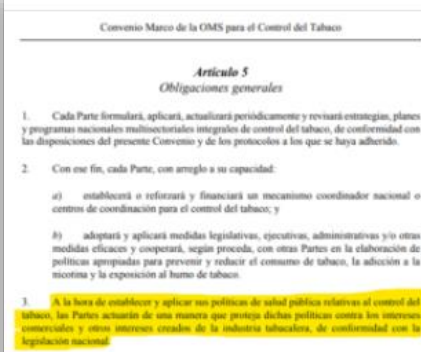 Convenio Marco de la OMS para el Control del Tabaco
Artículo 5
Obligaciones generales
1. Cada Parte formulará, aplicará, actualizará periódicamente y revisará estrategias, planes
y programas nacionales multisectoriales integrales de control del tabaco, de conformidad con
las disposiciones del presente Convenio y de los protocolos a los que se haya adherido.
2. Con ese fin, cada Parte, con arreglo a su capacidad:
a) establecerá o reforzará y financiará un mecanismo coordinador nacional o
centros de coordinación para el control del tabaco; y
b) adoptará y aplicará medidas legislativas, ejecutivas, administrativas y/o otras
medidas eficaces y cooperará, según proceda, con otras Partes en la elaboración de
políticas apropiadas para prevenir y reducir el consumo de tabaco, la adicción a la
nicotina y la exposición al humo de tabaco.
3. A la hora de establecer y aplicar sus políticas de salud pública relativas al control del
tabaco, las Partes actuarán de una manera que proteja dichas políticas contra los intereses
comerciales y otros intereses creados de la industria tabacalera, de conformidad con la
legislación nacional.